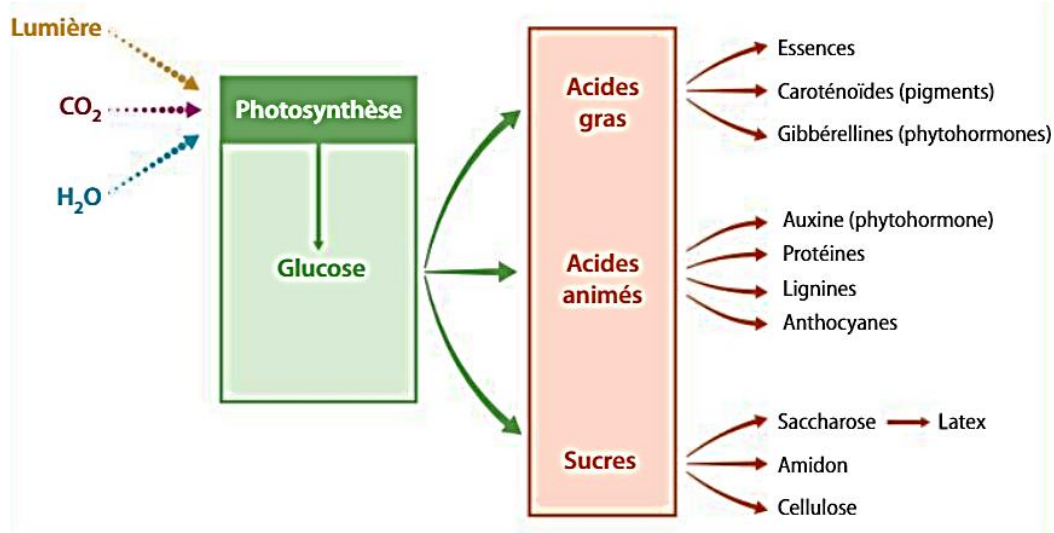 Lumière
CO₂
H₂O
Photosynthèse
Glucose
Acides
gras
Acides
animés
Sucres
Essences
Caroténoïdes (pigments)
Gibbérellines (phytohormones)
Auxine (phytohormone)
Protéines
Lignines
Anthocyanes
Saccharose Latex
Amidon
Cellulose